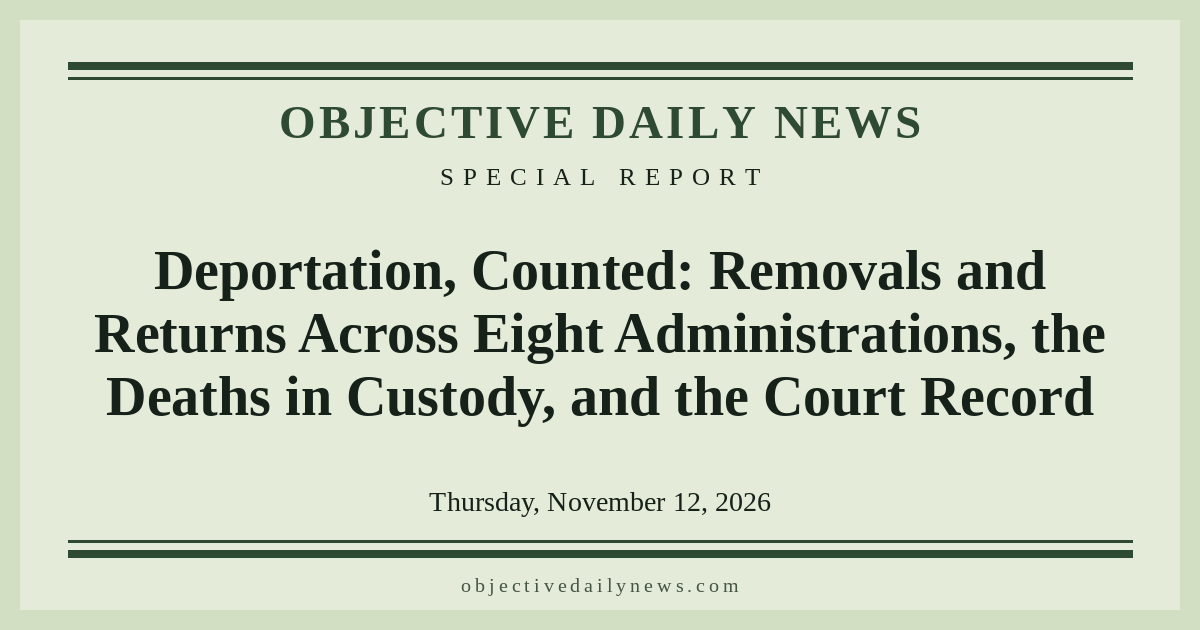 OBJECTIVE DAILY NEWS
SPECIAL REPORT
Deportation, Counted: Removals and
Returns Across Eight Administrations, the
Deaths in Custody, and the Court Record
Thursday, November 12, 2026
objectivedailynews.com